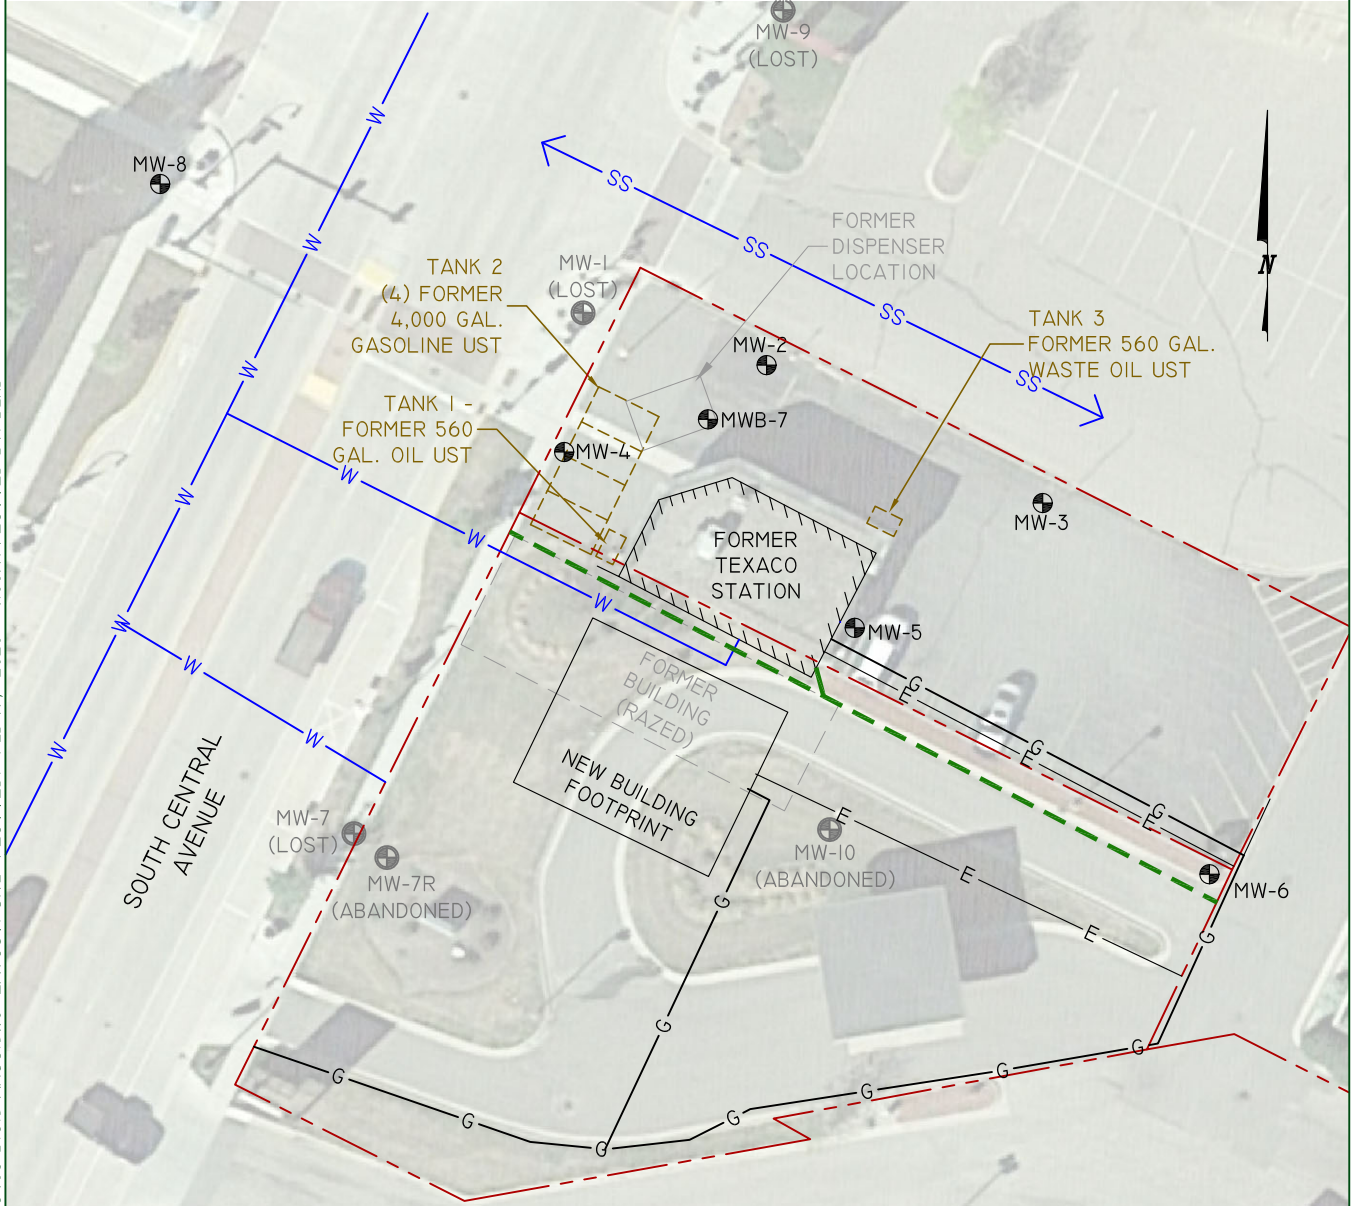 MW-9
(LOST)
W
MW-8
SS
W
SS
FORMER
DISPENSER
LOCATION
MW-1
(LOST)
TANK 2
(4) FORMER
4,000 GAL.
GASOLINE UST
N
SS
TANK 3
FORMER 560 GAL.
WASTE OIL UST
MW-2
W
SS
TANK 1 -
FORMER 560
GAL. OIL UST
MWB-7
MW-4
W
W
MW-3
W
FORMER
TEXACO
STATION
W
W
MW-5
W
FORMER
BUILDING
(RAZED)
G
E
W
W
G
E
NEW BUILDING
FOOTPRINT
SOUTH CENTRAL
AVENUE
MW-7
(LOST)
E
G
E
MW-10
(ABANDONED)
MW-7R
(ABANDONED)
E
MW-6
G
E
G
G
G
G
G
G
G
G
G